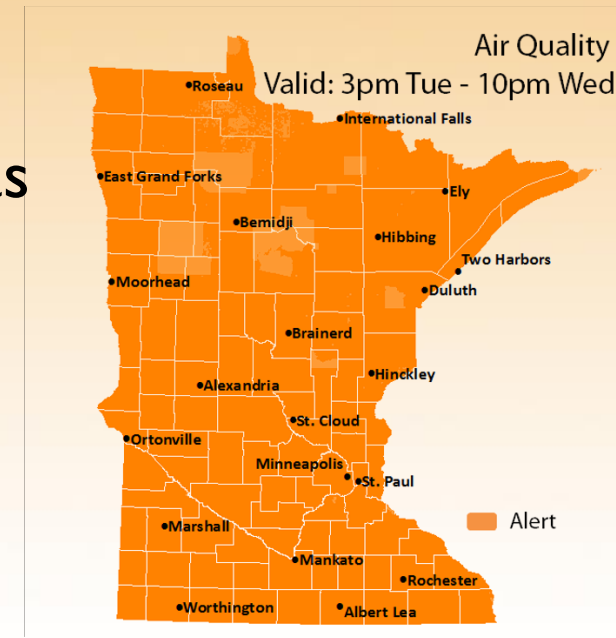 Air Quality
Valid: 3pm Tue - 10pm Wed
Roseau
International Falls
East Grand Forks
Ely
Bemidji
Hibbing
Two Harbors
Moorhead
Duluth
Brainerd
Hinckley
Alexandria
St. Cloud
Ortonville
Minneapolis
St. Paul
Alert
Marshall
Mankato
Rochester
Worthington
Albert Lea